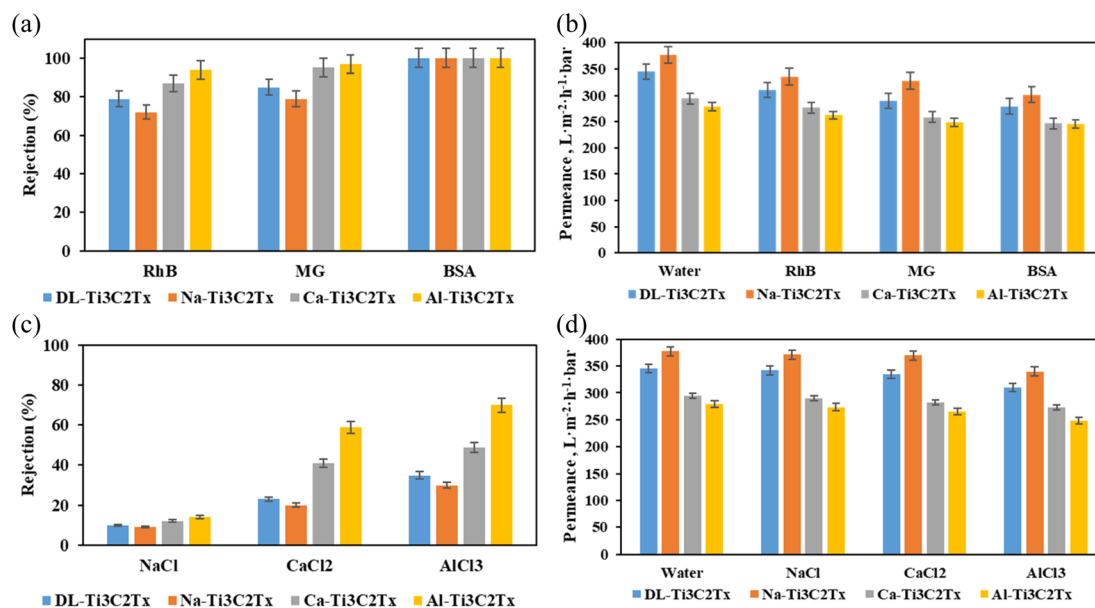 (a)
100
80
60
40
20
0
Rejection (%)
RhB MG BSA
DL-Ti3C2Tx Na-Ti3C2Tx Ca-Ti3C2Tx Al-Ti3C2Tx
(b)
400
350
300
250
200
150
100
50
0
Permeance, L·m⁻²·h⁻¹·bar
Water RhB MG BSA
DL-Ti3C2Tx Na-Ti3C2Tx Ca-Ti3C2Tx Al-Ti3C2Tx
(c)
100
80
60
40
20
0
Rejection (%)
NaCl CaCl2 AlCl3
DL-Ti3C2Tx Na-Ti3C2Tx Ca-Ti3C2Tx Al-Ti3C2Tx
(d)
400
350
300
250
200
150
100
50
0
Permeance, L·m⁻²·h⁻¹·bar
Water NaCl CaCl2 AlCl3
DL-Ti3C2Tx Na-Ti3C2Tx Ca-Ti3C2Tx Al-Ti3C2Tx